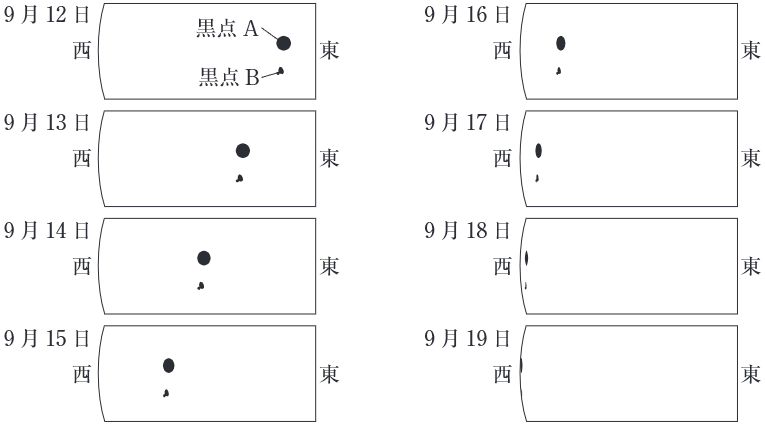 9月12日
西
黒点A
黒点B
東
9月13日
西
東
9月14日
西
東
9月15日
西
東
9月16日
西
東
9月17日
西
東
9月18日
西
東
9月19日
西
東